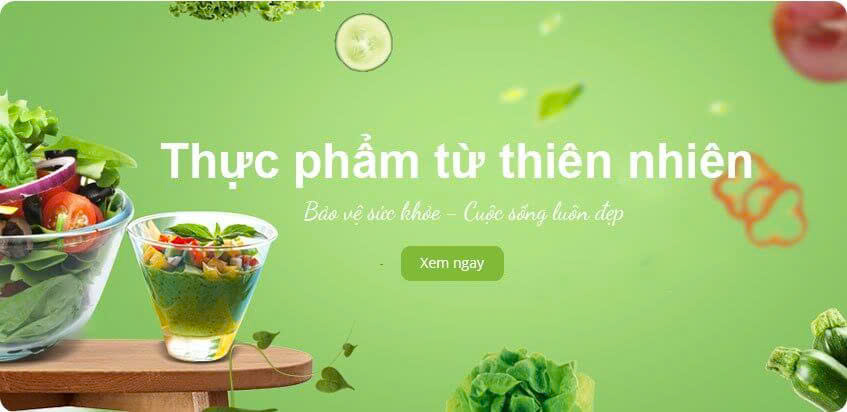 Thực phẩm từ thiên nhiên
Bảo vệ sức khỏe - Cuộc sống luôn đẹp
- Xem ngay